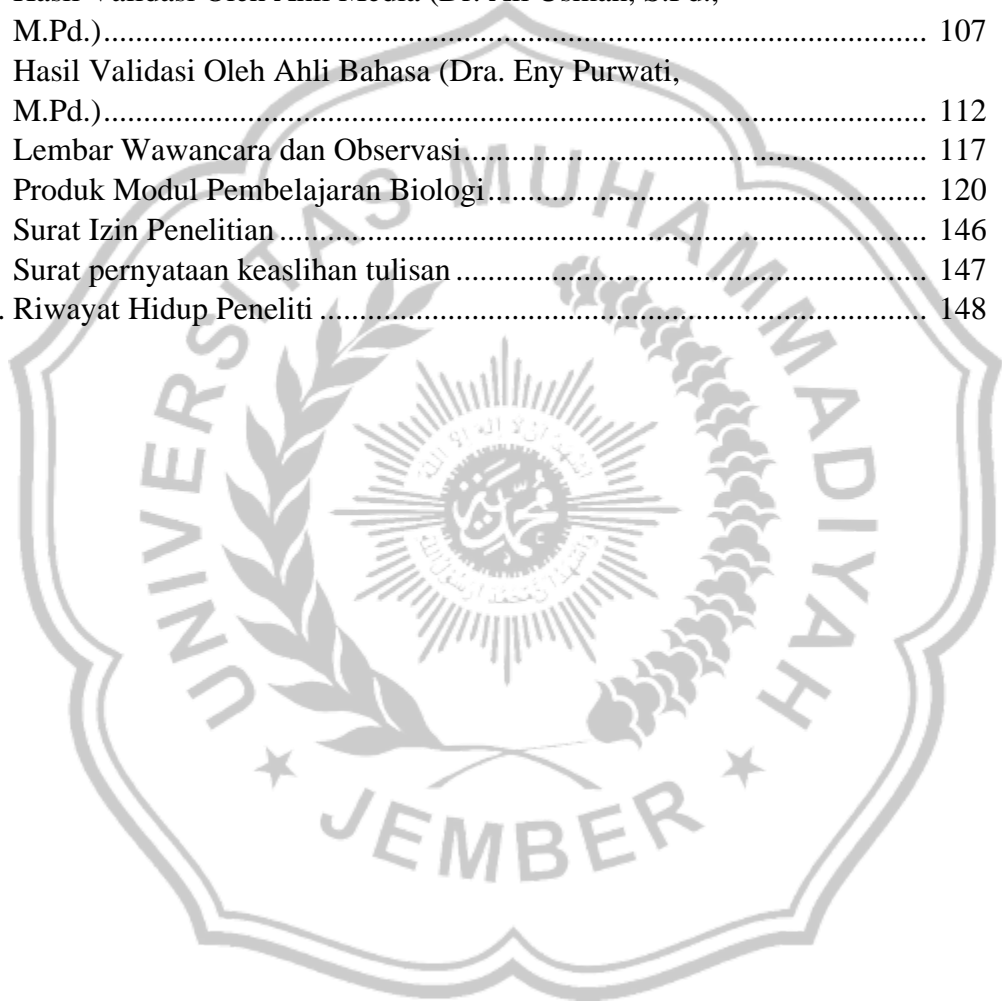 M.Pd.)....................................................................................................... 107
Hasil Validasi Oleh Ahli Bahasa (Dra. Eny Purwati,
M.Pd.)....................................................................................................... 112
Lembar Wawancara dan Observasi.......................................................... 117
Produk Modul Pembelajaran Biologi....................................................... 120
Surat Izin Penelitian................................................................................. 146
Surat pernyataan keaslihan tulisan........................................................... 147
. Riwayat Hidup Peneliti............................................................................ 148
UNIVERSITAS MUHAMMADIYAH
JEMBER